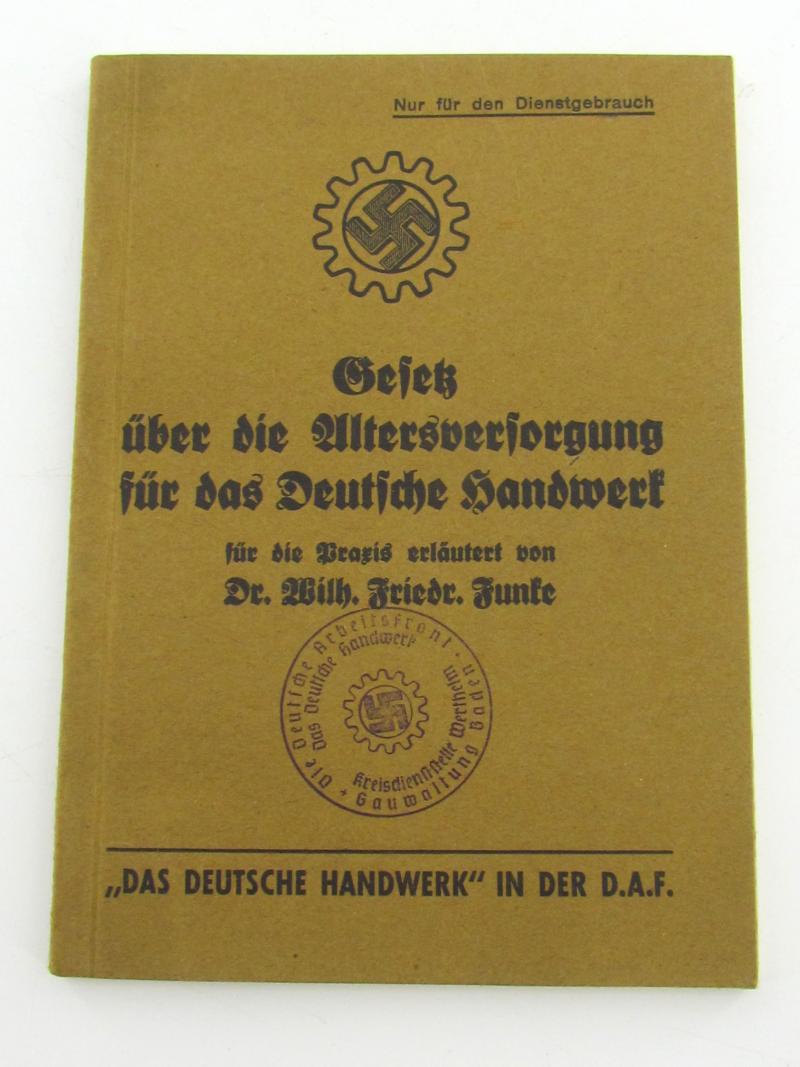 Nur für den Dienstgebrauch
Gesetz
über die Altersversorgung
für das Deutsche Handwerk
für die Praxis erläutert von
Dr. Wilh. Friedr. Funke
Die Deutsche Arbeitsfront · Gauwaltung Baden
Das Deutsche Handwerk
Kreisdienststelle Wertheim
„DAS DEUTSCHE HANDWERK“ IN DER D.A.F.